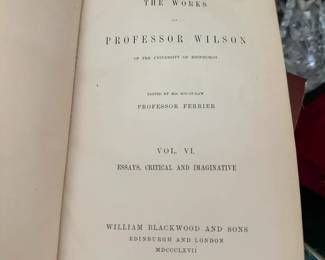 THE WORKS
OF
PROFESSOR WILSON
OF THE UNIVERSITY OF EDINBURGH
EDITED BY HIS SON-IN-LAW
PROFESSOR FERRIER
VOL. VI.
ESSAYS, CRITICAL AND IMAGINATIVE
WILLIAM BLACKWOOD AND SONS
EDINBURGH AND LONDON
MDCCCLXVII